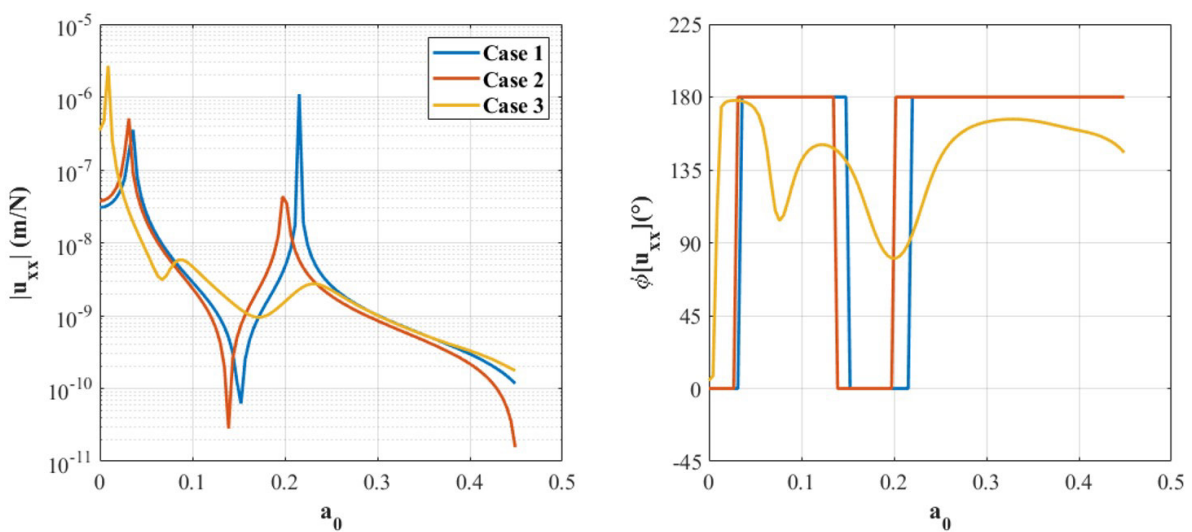 10^-5
10^-6
10^-7
10^-8
10^-9
10^-10
10^-11
|u_xx| (m/N)
0 0.1 0.2 0.3 0.4 0.5
a_0
Case 1
Case 2
Case 3
225
180
135
90
45
0
-45
ϕ[u_xx](°)
0 0.1 0.2 0.3 0.4 0.5
a_0